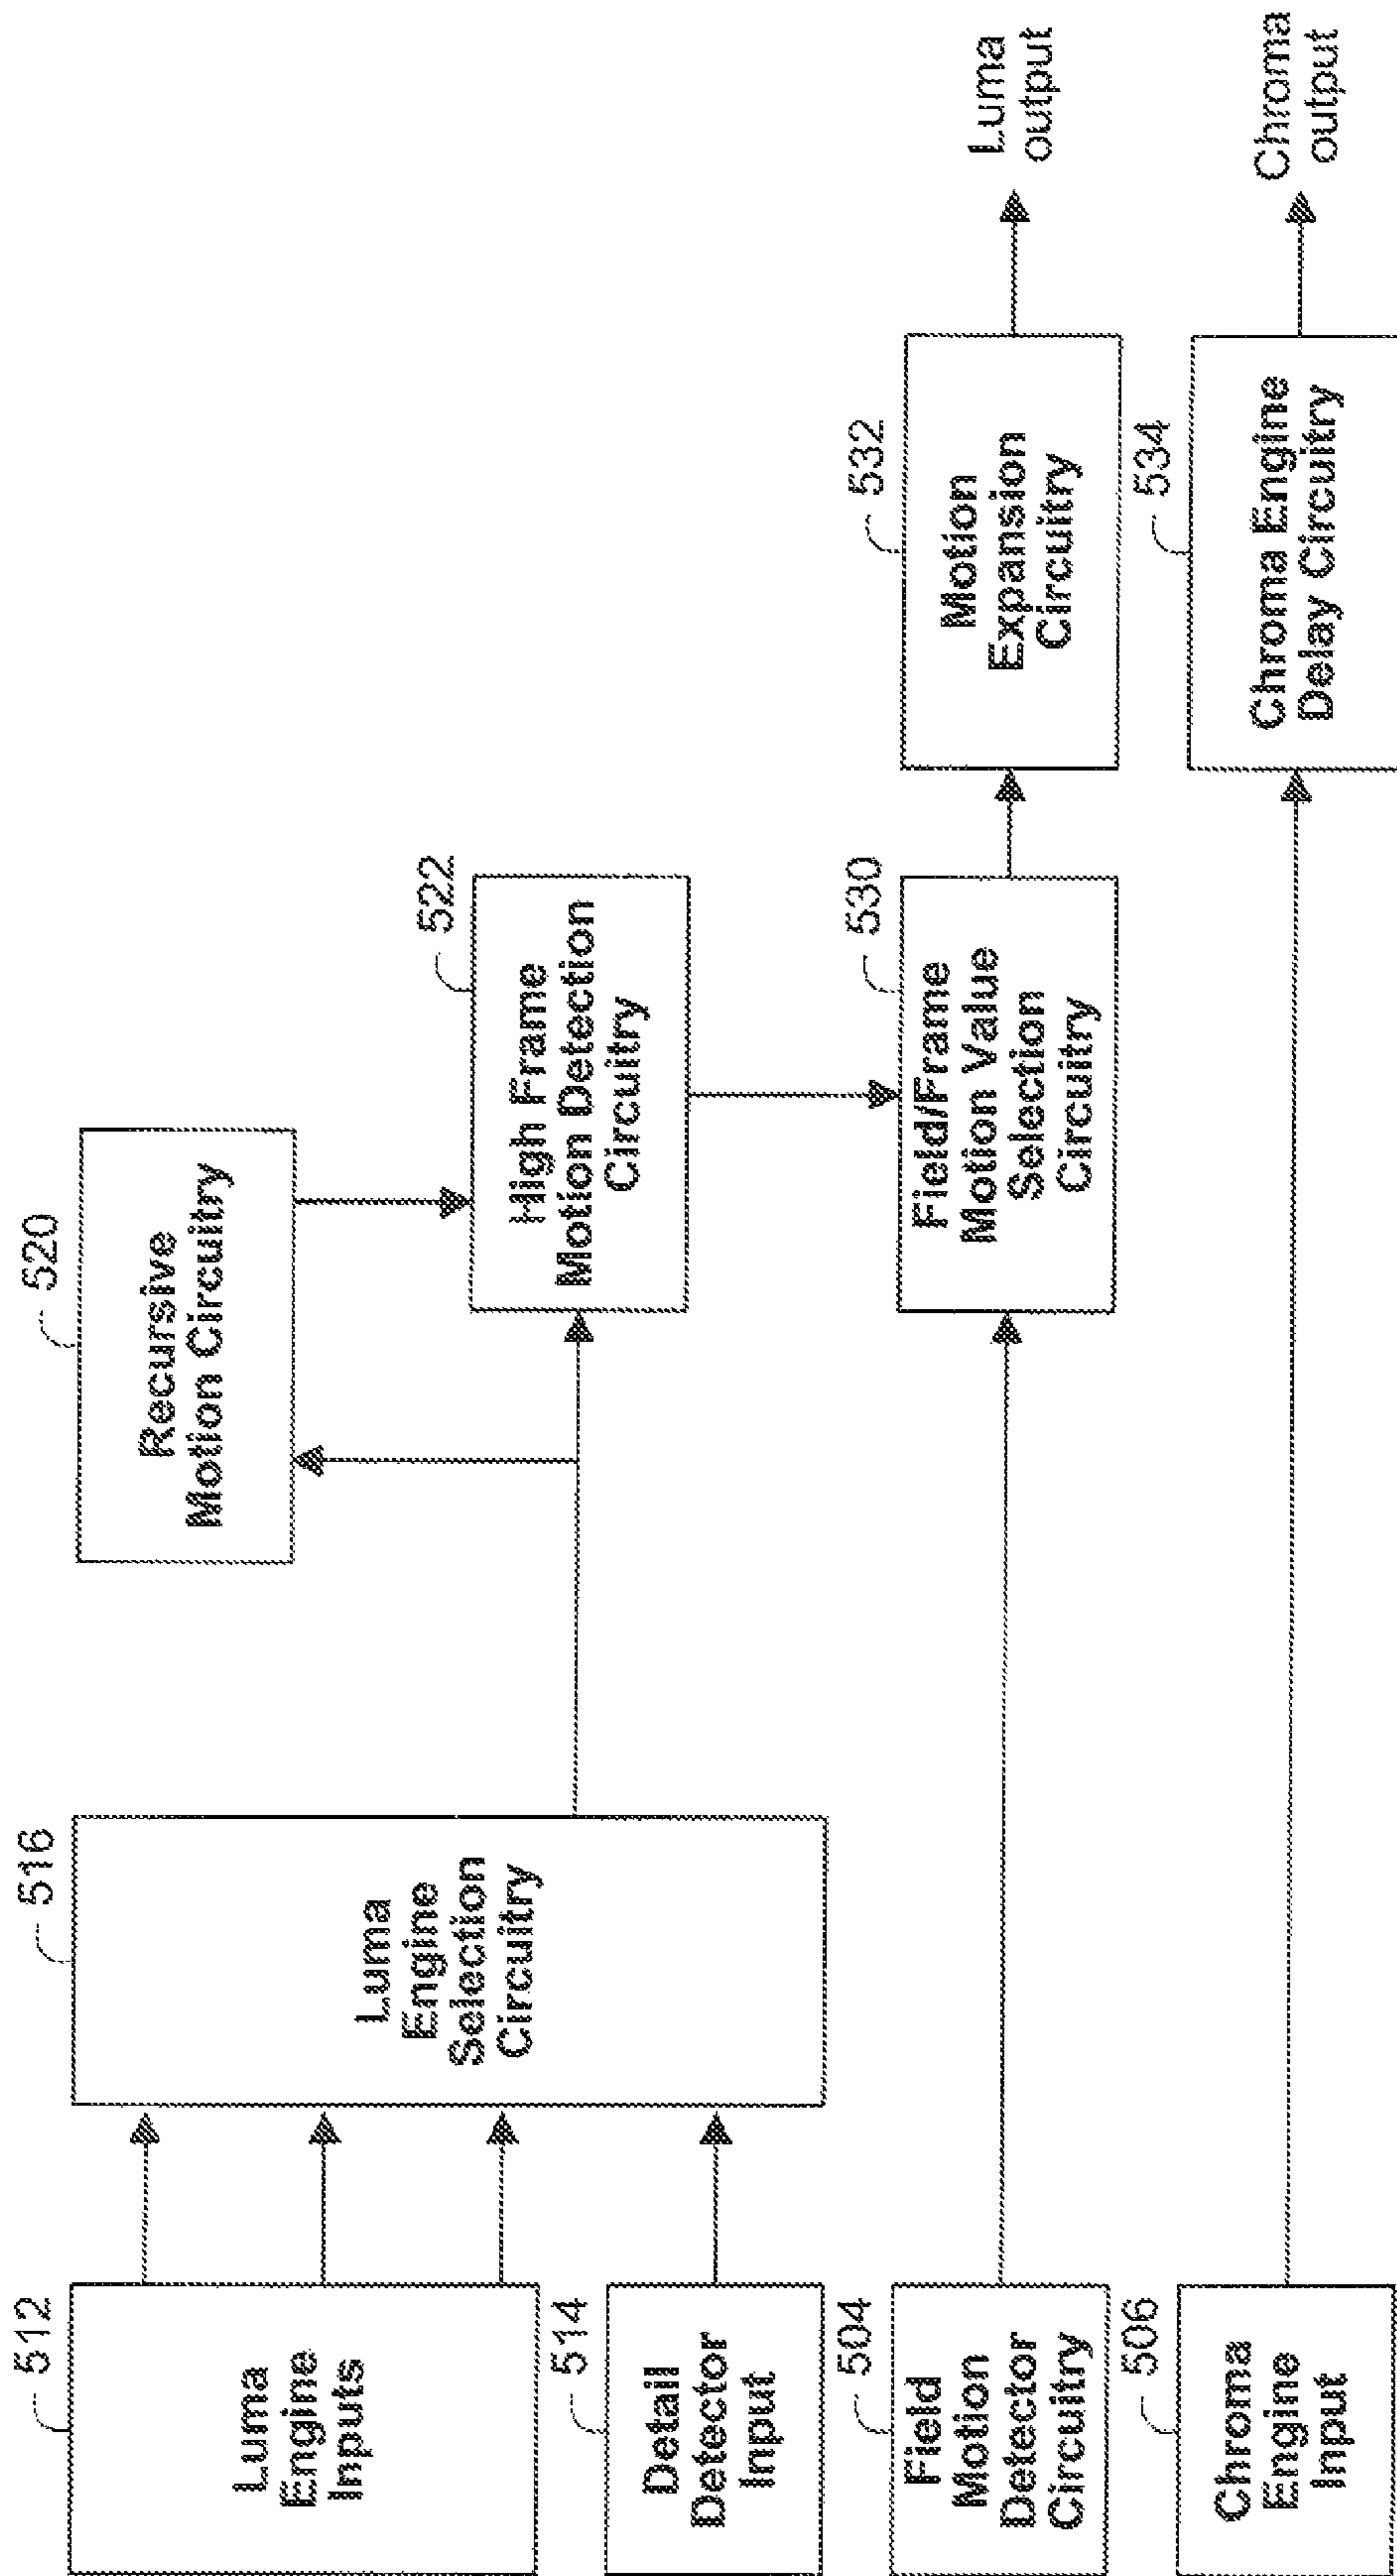 512
Luma
Engine
Inputs
514
Detail
Detector
Input
504
Field
Motion
Detector
Circuitry
506
Chroma
Engine
Input
516
Luma
Engine
Selection
Circuitry
520
Recursive
Motion Circuitry
522
High Frame
Motion Detection
Circuitry
530
Field/Frame
Motion Value
Selection
Circuitry
532
Motion
Expansion
Circuitry
534
Chroma Engine
Delay Circuitry
Luma
output
Chroma
output